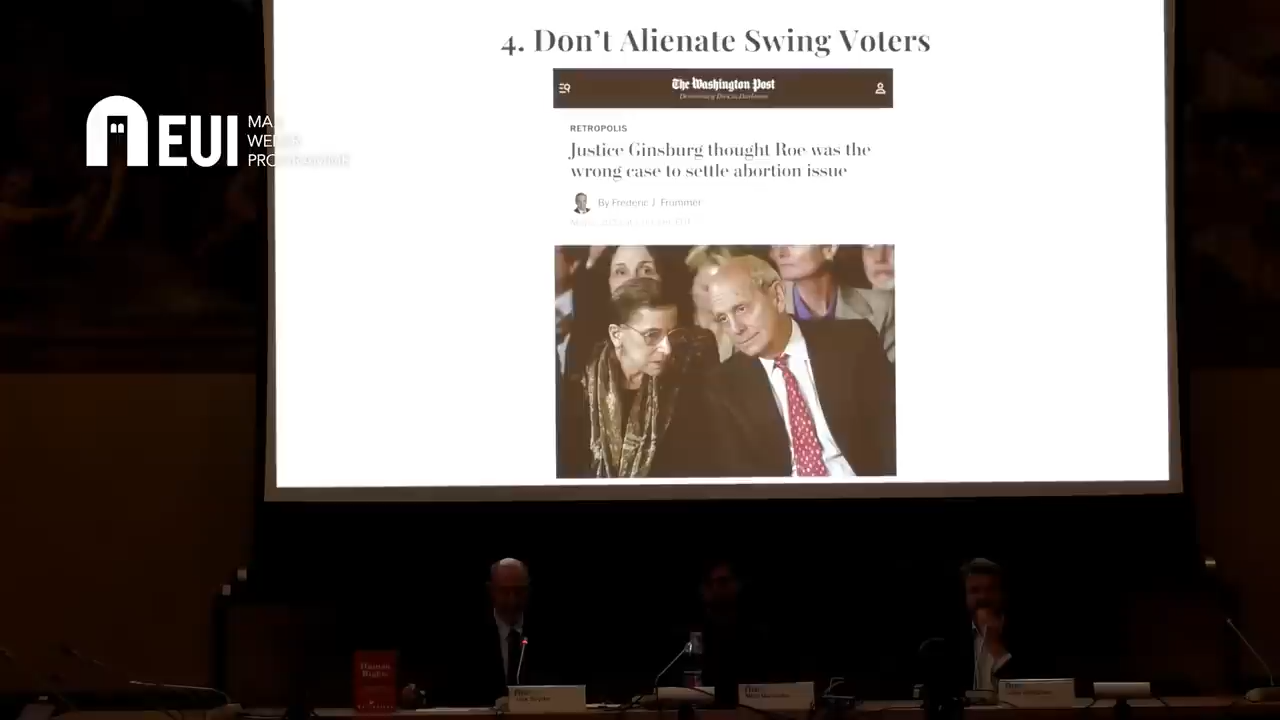 4. Don't Alienate Swing Voters
The Washington Post
Democracy Dies in Darkness
RETROPOLIS
Justice Ginsburg thought Roe was the
wrong case to settle abortion issue
By Frederic J. Frommer
EUI
MAX
WEBER
PROGRAMME
Human
Rights